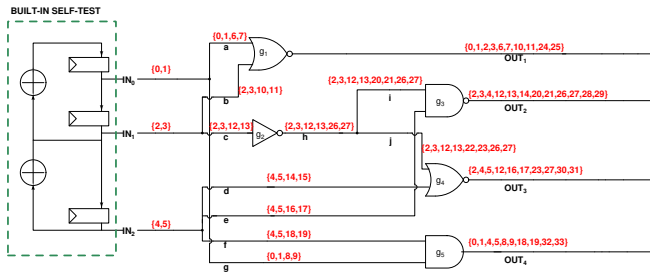 BUILT-IN SELF-TEST
{0,1,6,7}
a
g1
{0,1,2,3,6,7,10,11,24,25}
OUT1
{0,1}
IN0
{2,3,10,11}
b
{2,3,12,13,20,21,26,27}
i
g3
{2,3,4,12,13,14,20,21,26,27,28,29}
OUT2
{2,3}
IN1
{2,3,12,13}
c
g2
{2,3,12,13,26,27}
h
j
{2,3,12,13,22,23,26,27}
g4
{2,4,5,12,16,17,23,27,30,31}
OUT3
{4,5,14,15}
d
{4,5,16,17}
e
{4,5}
IN2
{4,5,18,19}
f
g5
{0,1,4,5,8,9,18,19,32,33}
OUT4
{0,1,8,9}
g